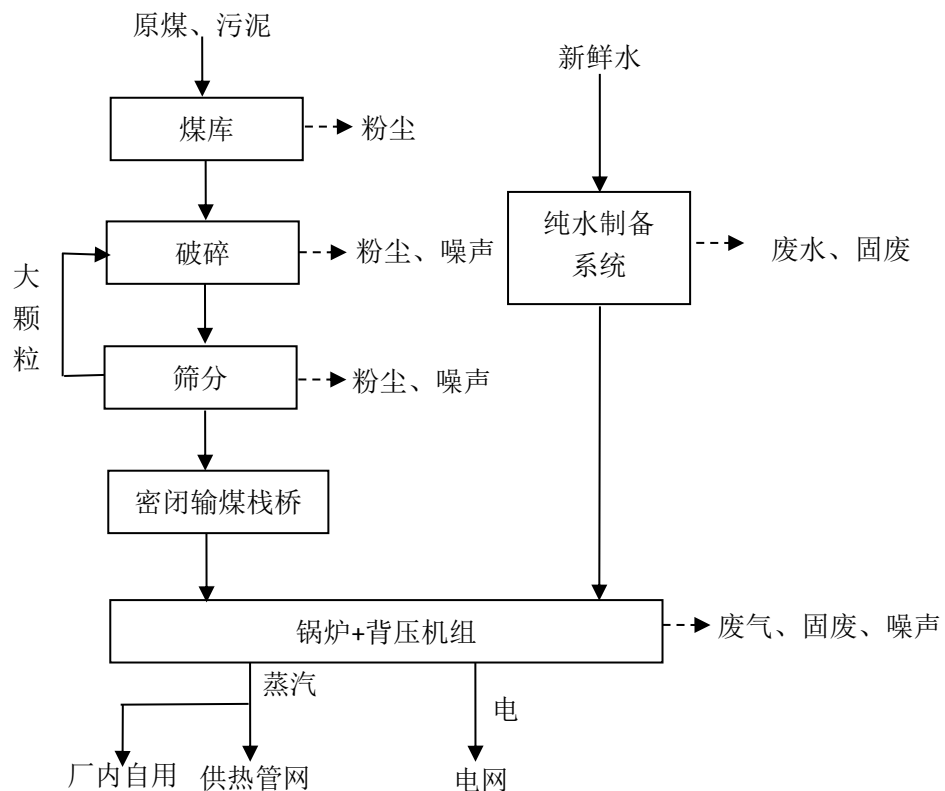 原煤、污泥
新鲜水
煤库
粉尘
纯水制备
系统
废水、固废
破碎
粉尘、噪声
大
颗
粒
筛分
粉尘、噪声
密闭输煤栈桥
锅炉+背压机组
废气、固废、噪声
蒸汽
电
厂内自用
供热管网
电网